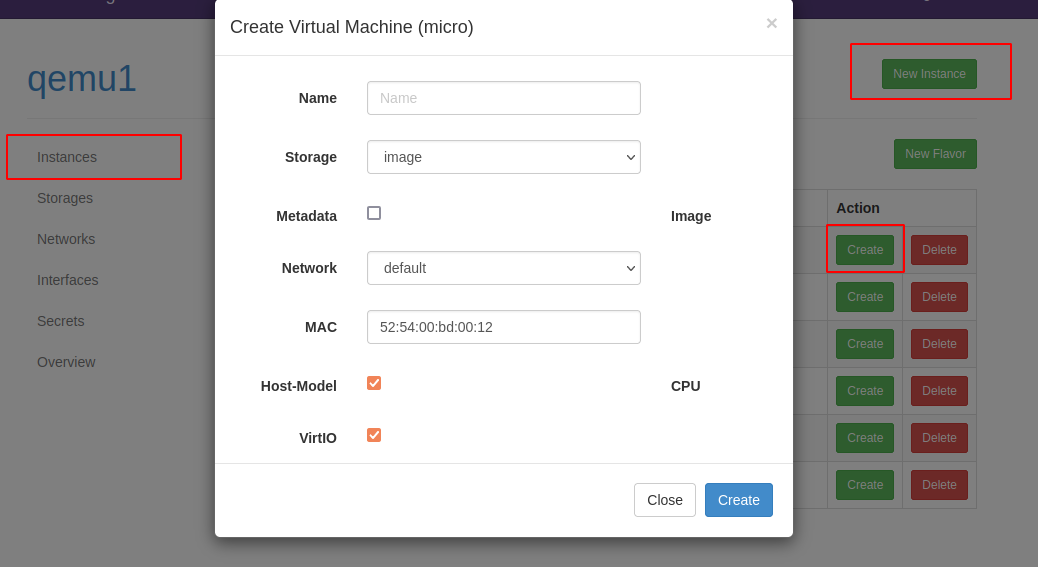 Create Virtual Machine (micro)
×
qemu1
New Instance
Instances
Storages
Networks
Interfaces
Secrets
Overview
New Flavor
Action
Create Delete
Create Delete
Create Delete
Create Delete
Create Delete
Create Delete
Name Name
Storage image
Metadata Image
Network default
MAC 52:54:00:bd:00:12
Host-Model CPU
VirtIO
Close Create